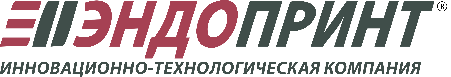 ЭНДОПРИНТ®
ИННОВАЦИОННО-ТЕХНОЛОГИЧЕСКАЯ КОМПАНИЯ